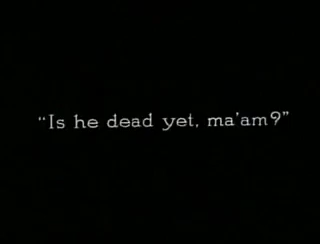 “Is he dead yet, ma'am?”